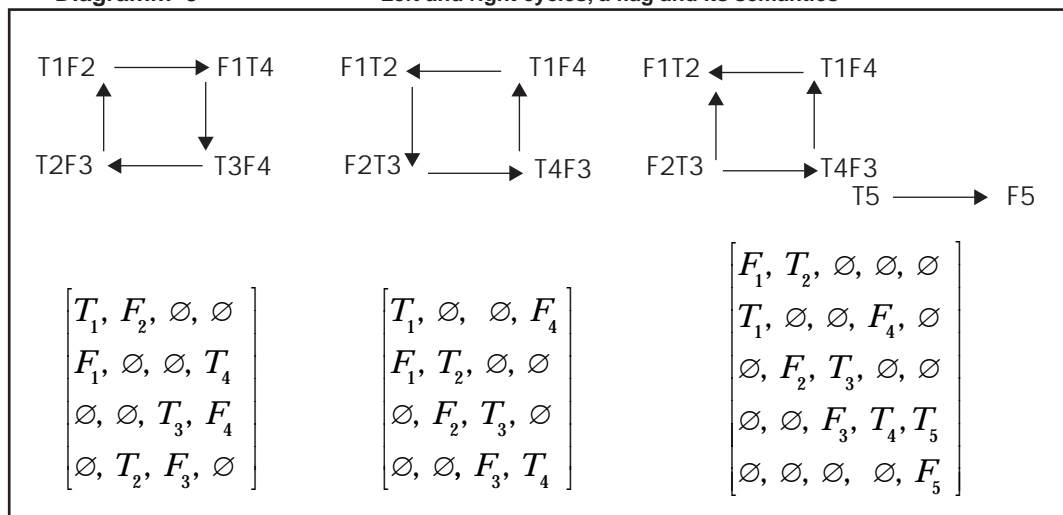 Diagramm 3 Left and right cycles, a flag and its semantics
T1F2 F1T4 F1T2 T1F4 F1T2 T1F4
T2F3 T3F4 F2T3 T4F3 F2T3 T4F3
T5 F5
T1, F2, ∅, ∅
F1, ∅, ∅, T4
∅, ∅, T3, F4
∅, T2, F3, ∅
T1, ∅, ∅, F4
F1, T2, ∅, ∅
∅, F2, T3, ∅
∅, ∅, F3, T4
F1, T2, ∅, ∅, ∅
T1, ∅, ∅, F4, ∅
∅, F2, T3, ∅, ∅
∅, ∅, F3, T4, T5
∅, ∅, ∅, ∅, F5